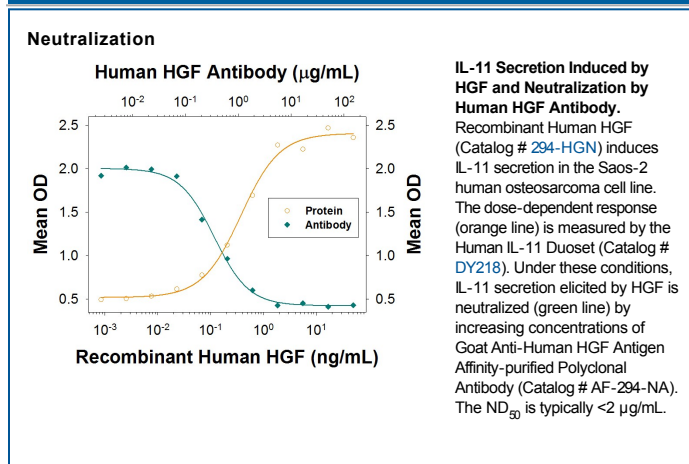 Neutralization
Human HGF Antibody (µg/mL)
10-2 10-1 100 101 102
2.5 2.5
2.0 2.0
1.5 1.5
1.0 1.0
0.5 0.5
Mean OD
Mean OD
Protein
Antibody
10-3 10-2 10-1 100 101
Recombinant Human HGF (ng/mL)
IL-11 Secretion Induced by
HGF and Neutralization by
Human HGF Antibody.
Recombinant Human HGF
(Catalog # 294-HGN) induces
IL-11 secretion in the Saos-2
human osteosarcoma cell line.
The dose-dependent response
(orange line) is measured by the
Human IL-11 Duoset (Catalog #
DY218). Under these conditions,
IL-11 secretion elicited by HGF is
neutralized (green line) by
increasing concentrations of
Goat Anti-Human HGF Antigen
Affinity-purified Polyclonal
Antibody (Catalog # AF-294-NA).
The ND50 is typically <2 µg/mL.